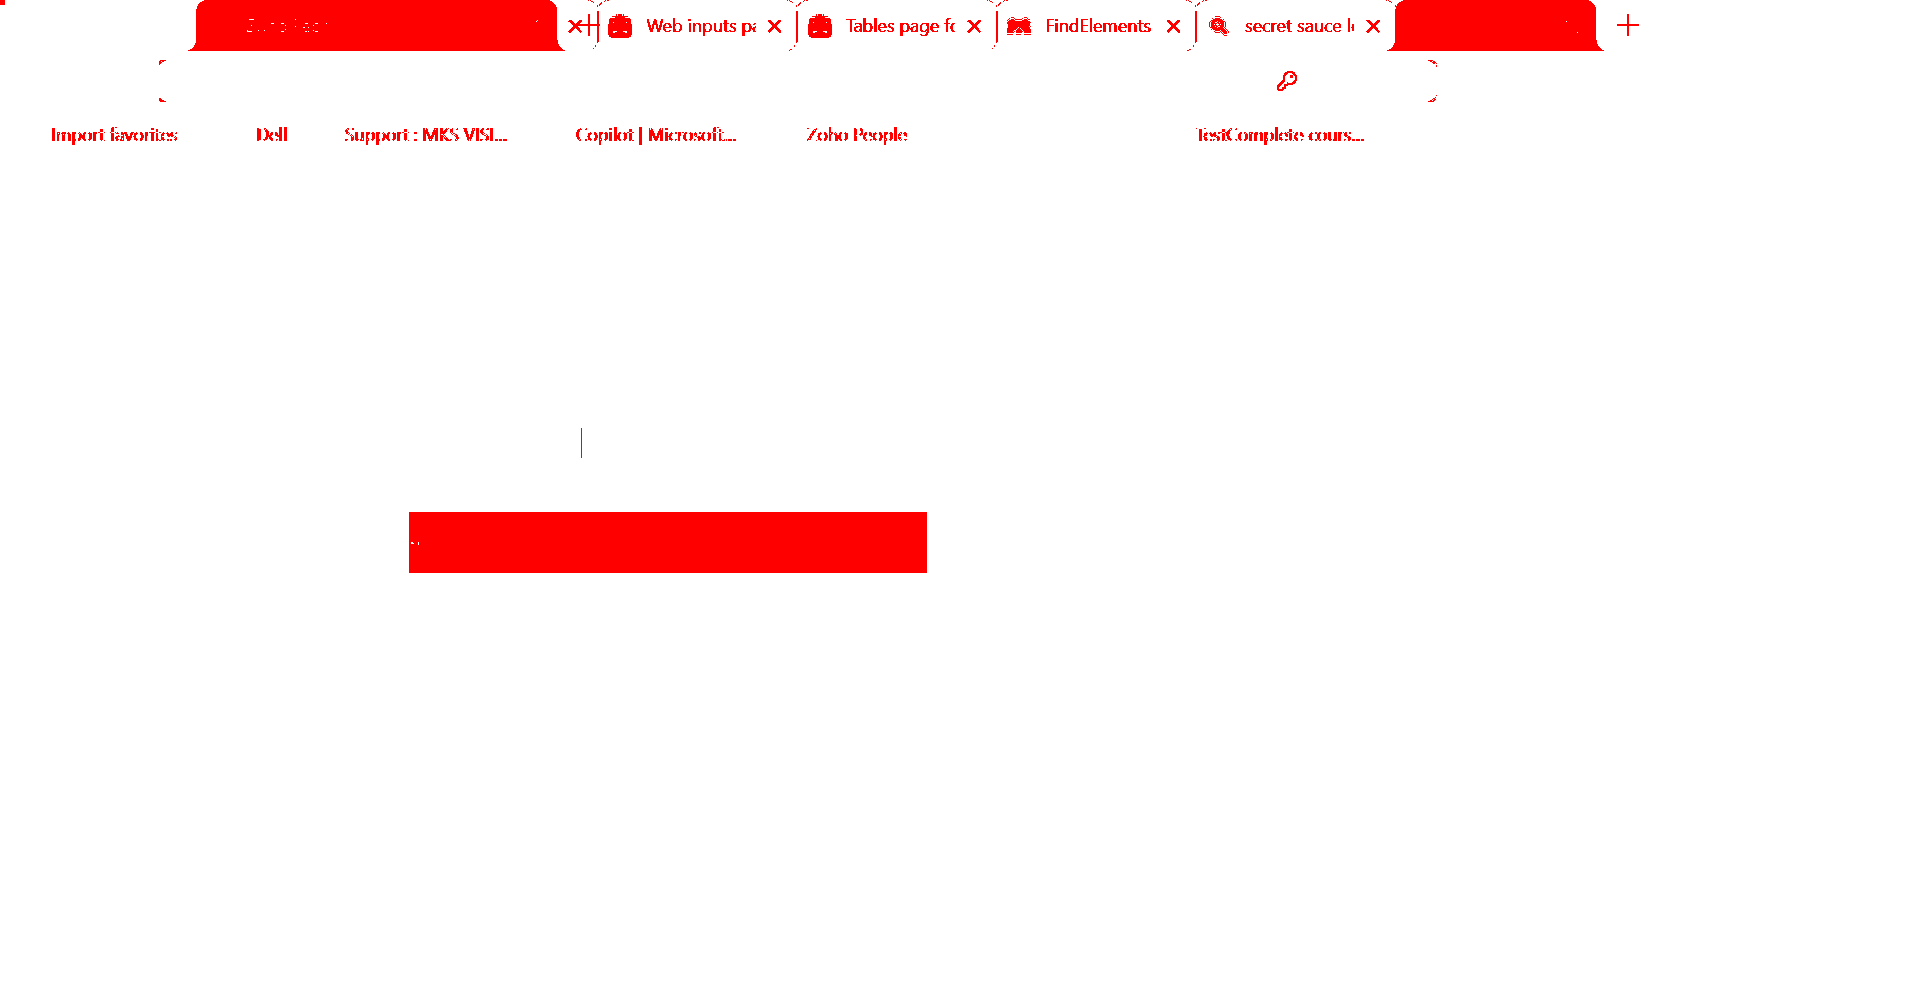 Web inputs pa Tables page fo FindElements secret sauce l
Import favorites Dell Support : MKS VISI... Copilot | Microsoft... Zoho People TestComplete cours...